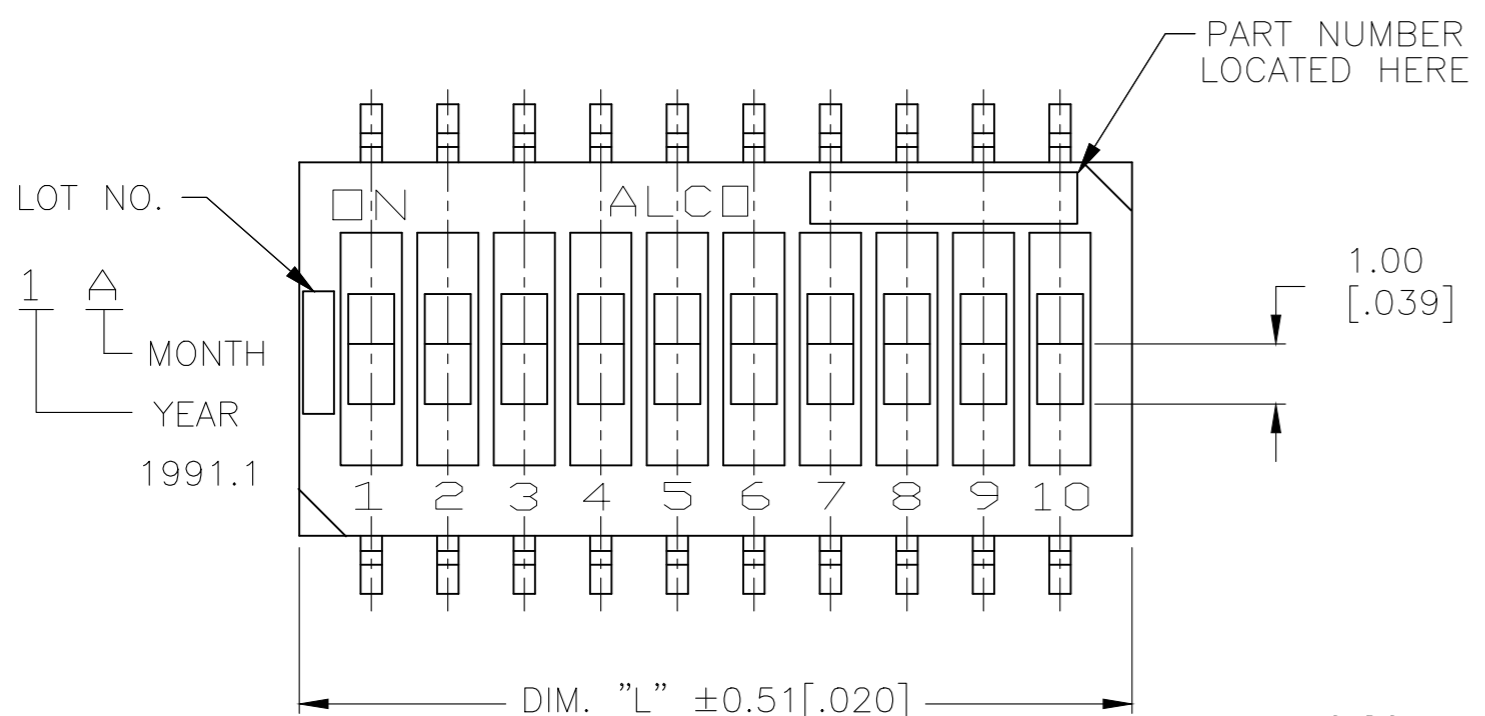 PART NUMBER
LOCATED HERE
LOT NO.
ON
ALCO
1 A
MONTH
YEAR
1991.1
1.00
[.039]
1 2 3 4 5 6 7 8 9 10
DIM. "L" ±0.51[.020]